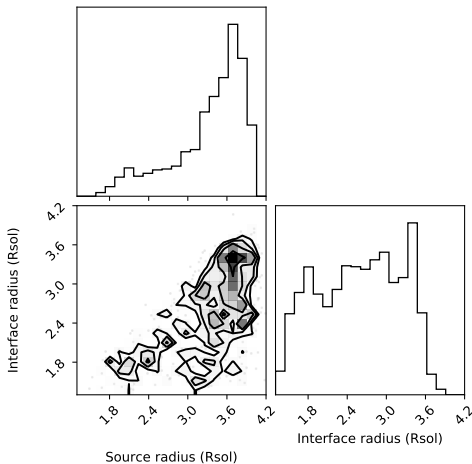 4.2
3.6
3.0
2.4
1.8
Interface radius (Rsol)
1.8 2.4 3.0 3.6 4.2
Source radius (Rsol)
1.8 2.4 3.0 3.6 4.2
Interface radius (Rsol)